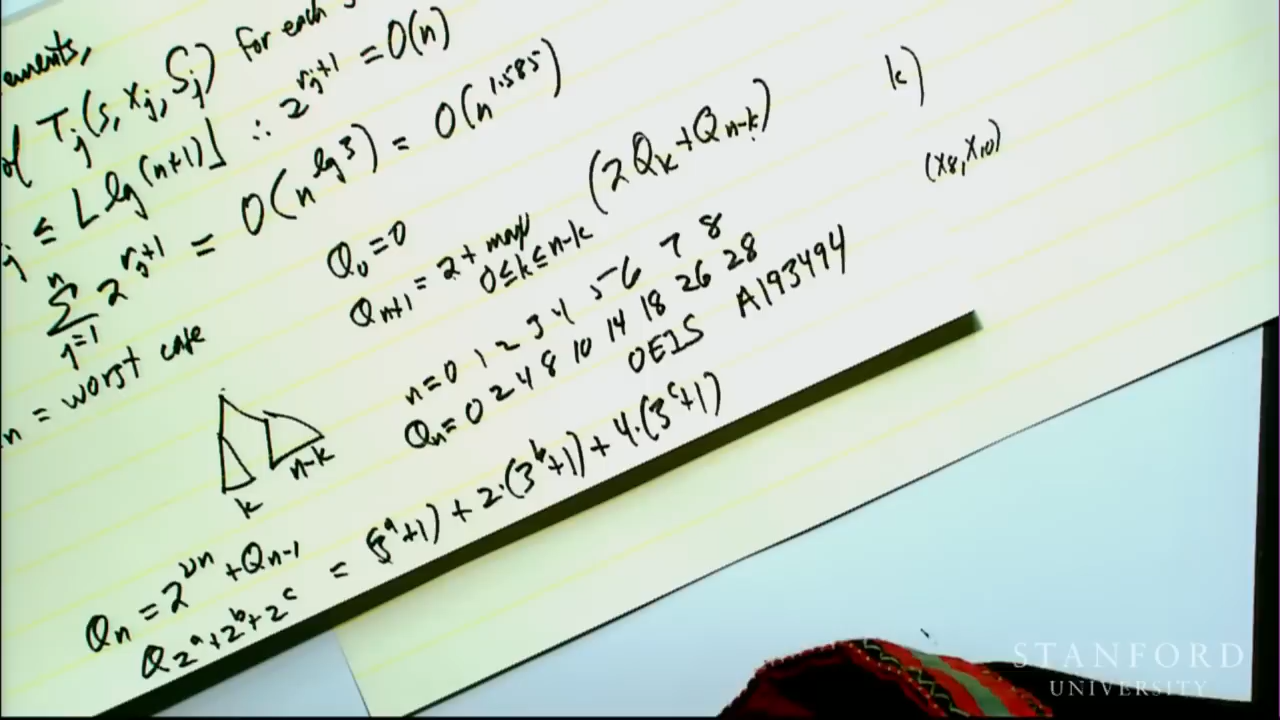 ements,
of T_j(s, x_j, S_j) for each
r_j ≤ ⌊lg(n+1)⌋ ∴ 2^{r_j+1} = O(n)
∑_{j=1}^{n} 2^{r_j+1} = O(n^{lg 3}) = O(n^{1.585})
n = worst case
Q_0 = 0
Q_{n+1} = 2 + max_{0≤k≤n-k} (2Q_k + Q_{n-k})
k)
(x_8, x_10)
n = 0 1 2 3 4 5 6 7 8
Q_n = 0 2 4 8 10 14 18 26 28
OEIS A193494
k
n-k
Q_n = 2^{νn} + Q_{n-1}
Q_{2^a+2^b+2^c} = (3^a+1) + 2·(3^b+1) + 4·(3^c+1)
STANFORD
UNIVERSITY